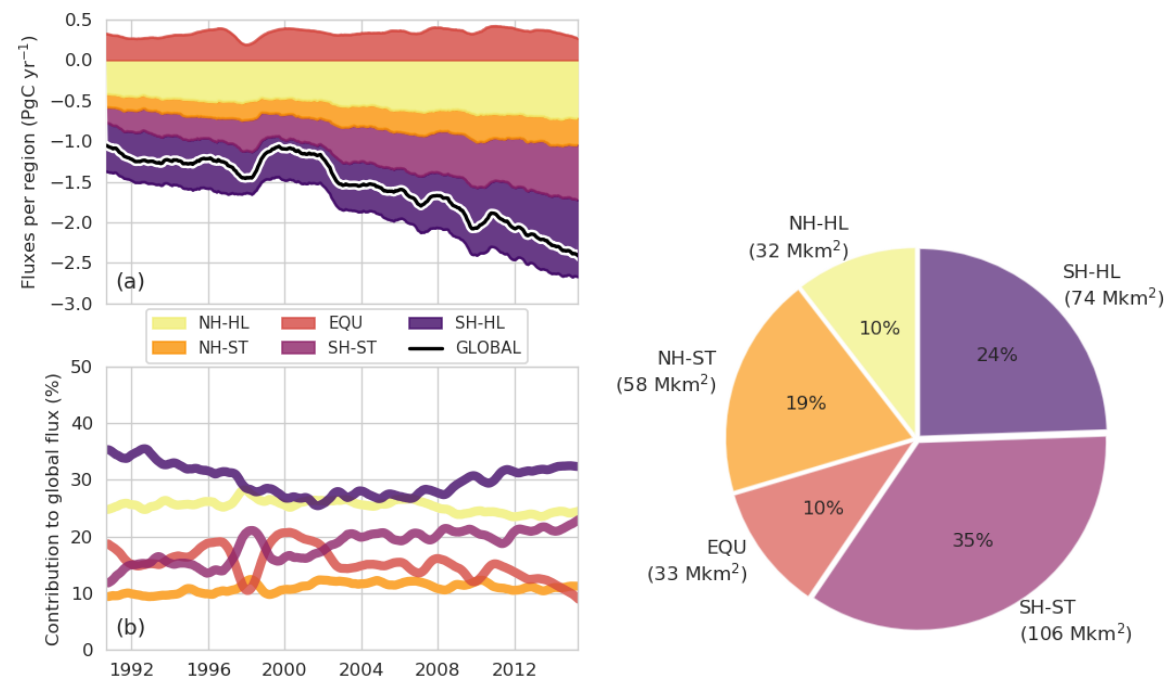 Fluxes per region (PgC yr⁻¹)
0.5
0.0
−0.5
−1.0
−1.5
−2.0
−2.5
−3.0
(a)
NH-HL
EQU
SH-HL
NH-ST
SH-ST
GLOBAL
Contribution to global flux (%)
50
40
30
20
10
0
(b)
1992
1996
2000
2004
2008
2012
NH-HL
(32 Mkm²)
10%
SH-HL
(74 Mkm²)
24%
NH-ST
(58 Mkm²)
19%
EQU
(33 Mkm²)
10%
SH-ST
(106 Mkm²)
35%